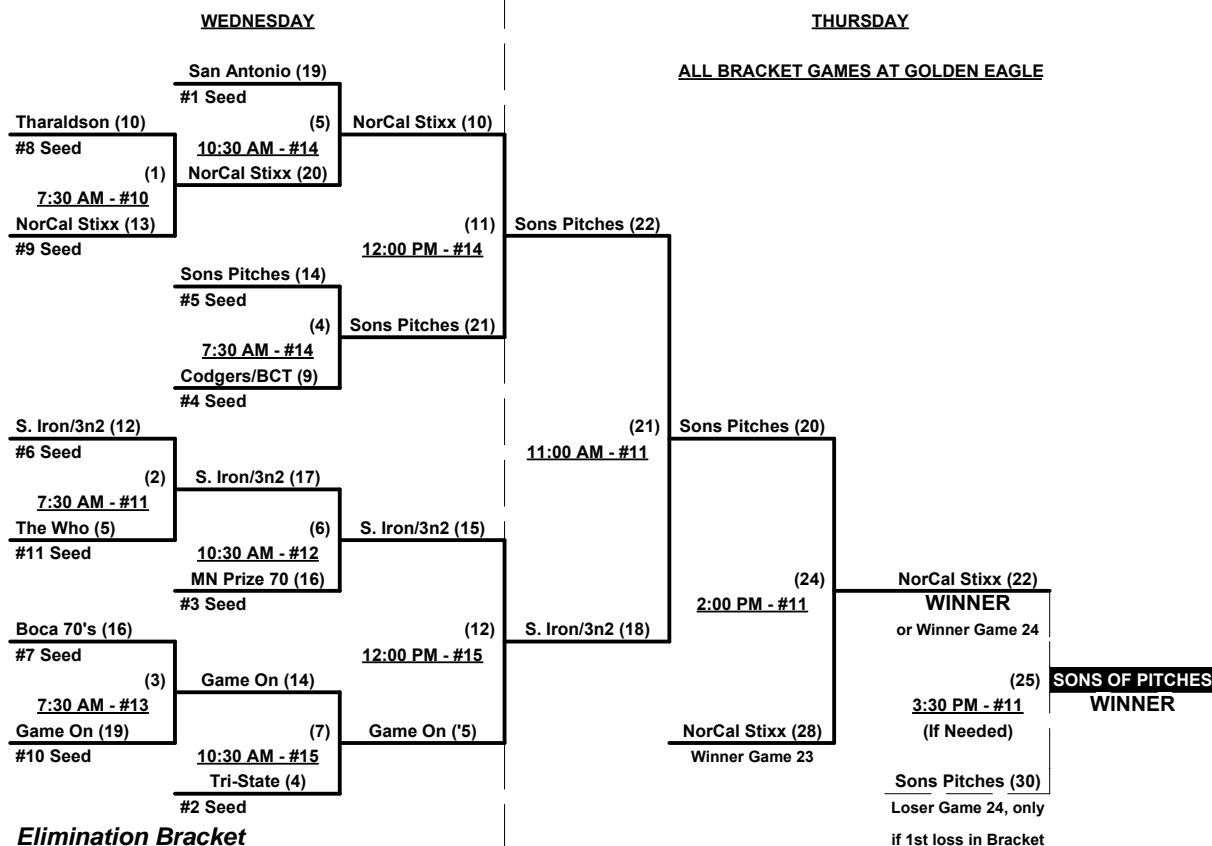 WEDNESDAY
THURSDAY
San Antonio (19)
ALL BRACKET GAMES AT GOLDEN EAGLE
#1 Seed
Tharaldson (10)
(5)
NorCal Stixx (10)
#8 Seed
10:30 AM - #14
(1)
NorCal Stixx (20)
7:30 AM - #10
NorCal Stixx (13)
(11)
Sons Pitches (22)
#9 Seed
12:00 PM - #14
Sons Pitches (14)
#5 Seed
(4)
Sons Pitches (21)
7:30 AM - #14
Codgers/BCT (9)
#4 Seed
S. Iron/3n2 (12)
(21)
Sons Pitches (20)
#6 Seed
11:00 AM - #11
(2)
S. Iron/3n2 (17)
7:30 AM - #11
The Who (5)
(6)
S. Iron/3n2 (15)
#11 Seed
10:30 AM - #12
MN Prize 70 (16)
(24)
NorCal Stixx (22)
#3 Seed
2:00 PM - #11
WINNER
Boca 70's (16)
(12)
S. Iron/3n2 (18)
or Winner Game 24
#7 Seed
12:00 PM - #15
(3)
Game On (14)
(25)
SONS OF PITCHES
7:30 AM - #13
3:30 PM - #11
WINNER
Game On (19)
(7)
Game On ('5)
NorCal Stixx (28)
(If Needed)
#10 Seed
10:30 AM - #15
Winner Game 23
Tri-State (4)
Sons Pitches (30)
#2 Seed
Loser Game 24, only
Elimination Bracket
if 1st loss in Bracket